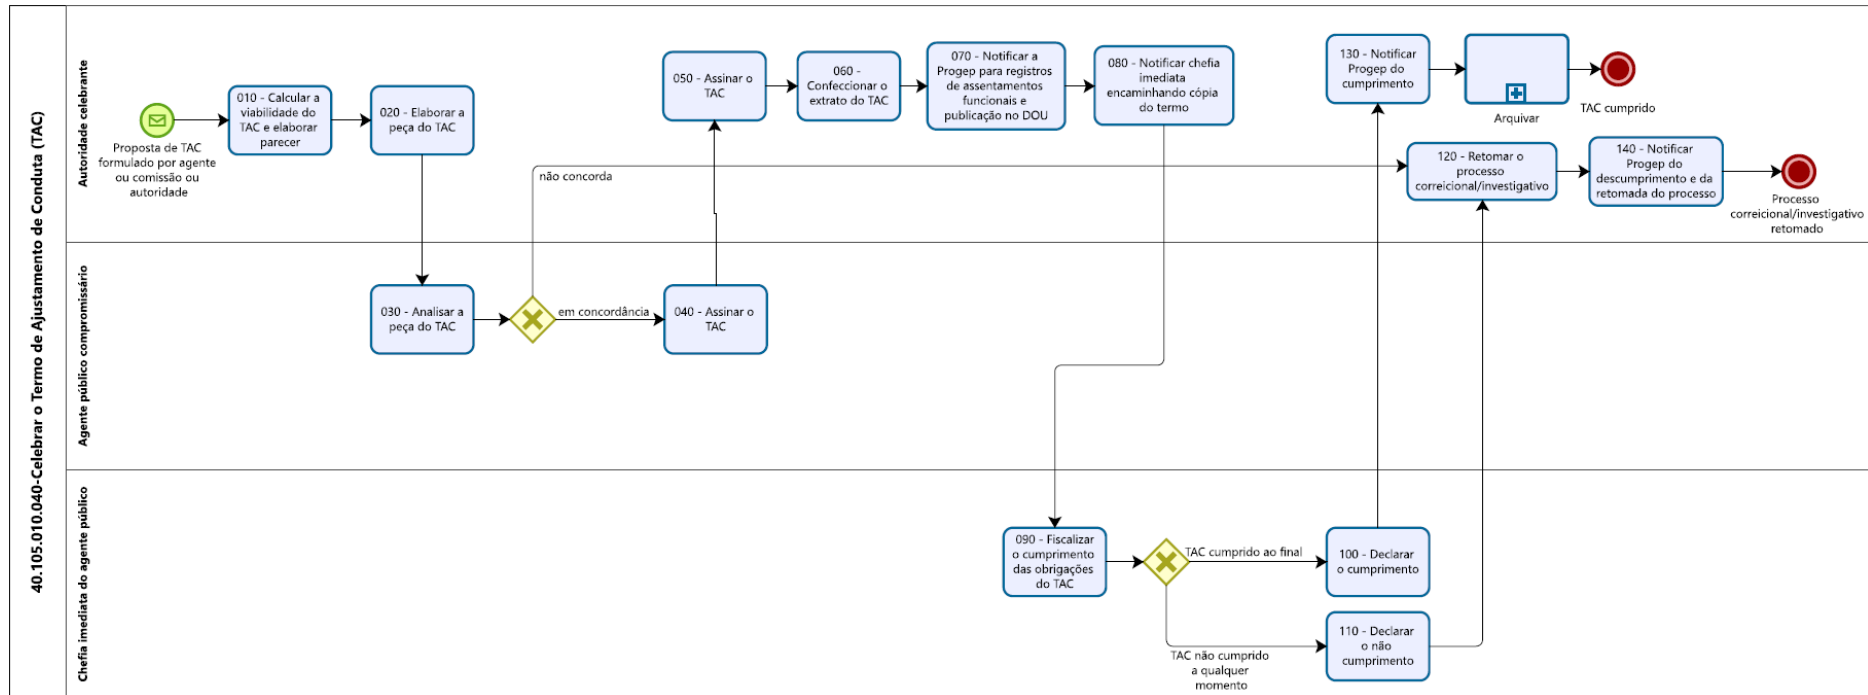 40.105.010.040-Celebrar o Termo de Ajustamento de Conduta (TAC)
Autoridade celebrante
Proposta de TAC
formulado por agente
ou comissão ou
autoridade
010 - Calcular a
viabilidade do
TAC e elaborar
parecer
020 - Elaborar a
peça do TAC
050 - Assinar o
TAC
060 -
Confeccionar o
extrato do TAC
070 - Notificar a
Progep para registros
de assentamentos
funcionais e
publicação no DOU
080 - Notificar chefia
imediata
encaminhando cópia
do termo
130 - Notificar
Progep do
cumprimento
Arquivar
TAC cumprido
não concorda
120 - Retomar o
processo
correicional/investigativo
140 - Notificar
Progep do
descumprimento e da
retomada do processo
Processo
correicional/investigativo
retomado
Agente público compromissário
030 - Analisar a
peça do TAC
em concordância
040 - Assinar o
TAC
Chefia imediata do agente público
090 - Fiscalizar
o cumprimento
das obrigações
do TAC
TAC cumprido ao final
100 - Declarar
o cumprimento
TAC não cumprido
a qualquer
momento
110 - Declarar
o não
cumprimento